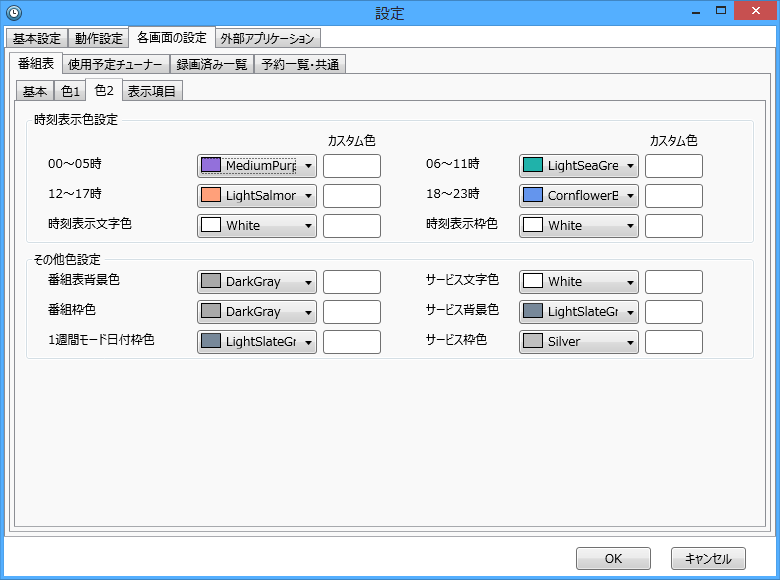 設定
基本設定 動作設定 各画面の設定 外部アプリケーション
番組表 使用予定チューナー 録画済み一覧 予約一覧・共通
基本 色1 色2 表示項目
時刻表示色設定
カスタム色 カスタム色
00～05時 MediumPurp 06～11時 LightSeaGre
12～17時 LightSalmor 18～23時 CornflowerB
時刻表示文字色 White 時刻表示枠色 White
その他色設定
番組表背景色 DarkGray サービス文字色 White
番組枠色 DarkGray サービス背景色 LightSlateGr
1週間モード日付枠色 LightSlateGr サービス枠色 Silver
OK キャンセル